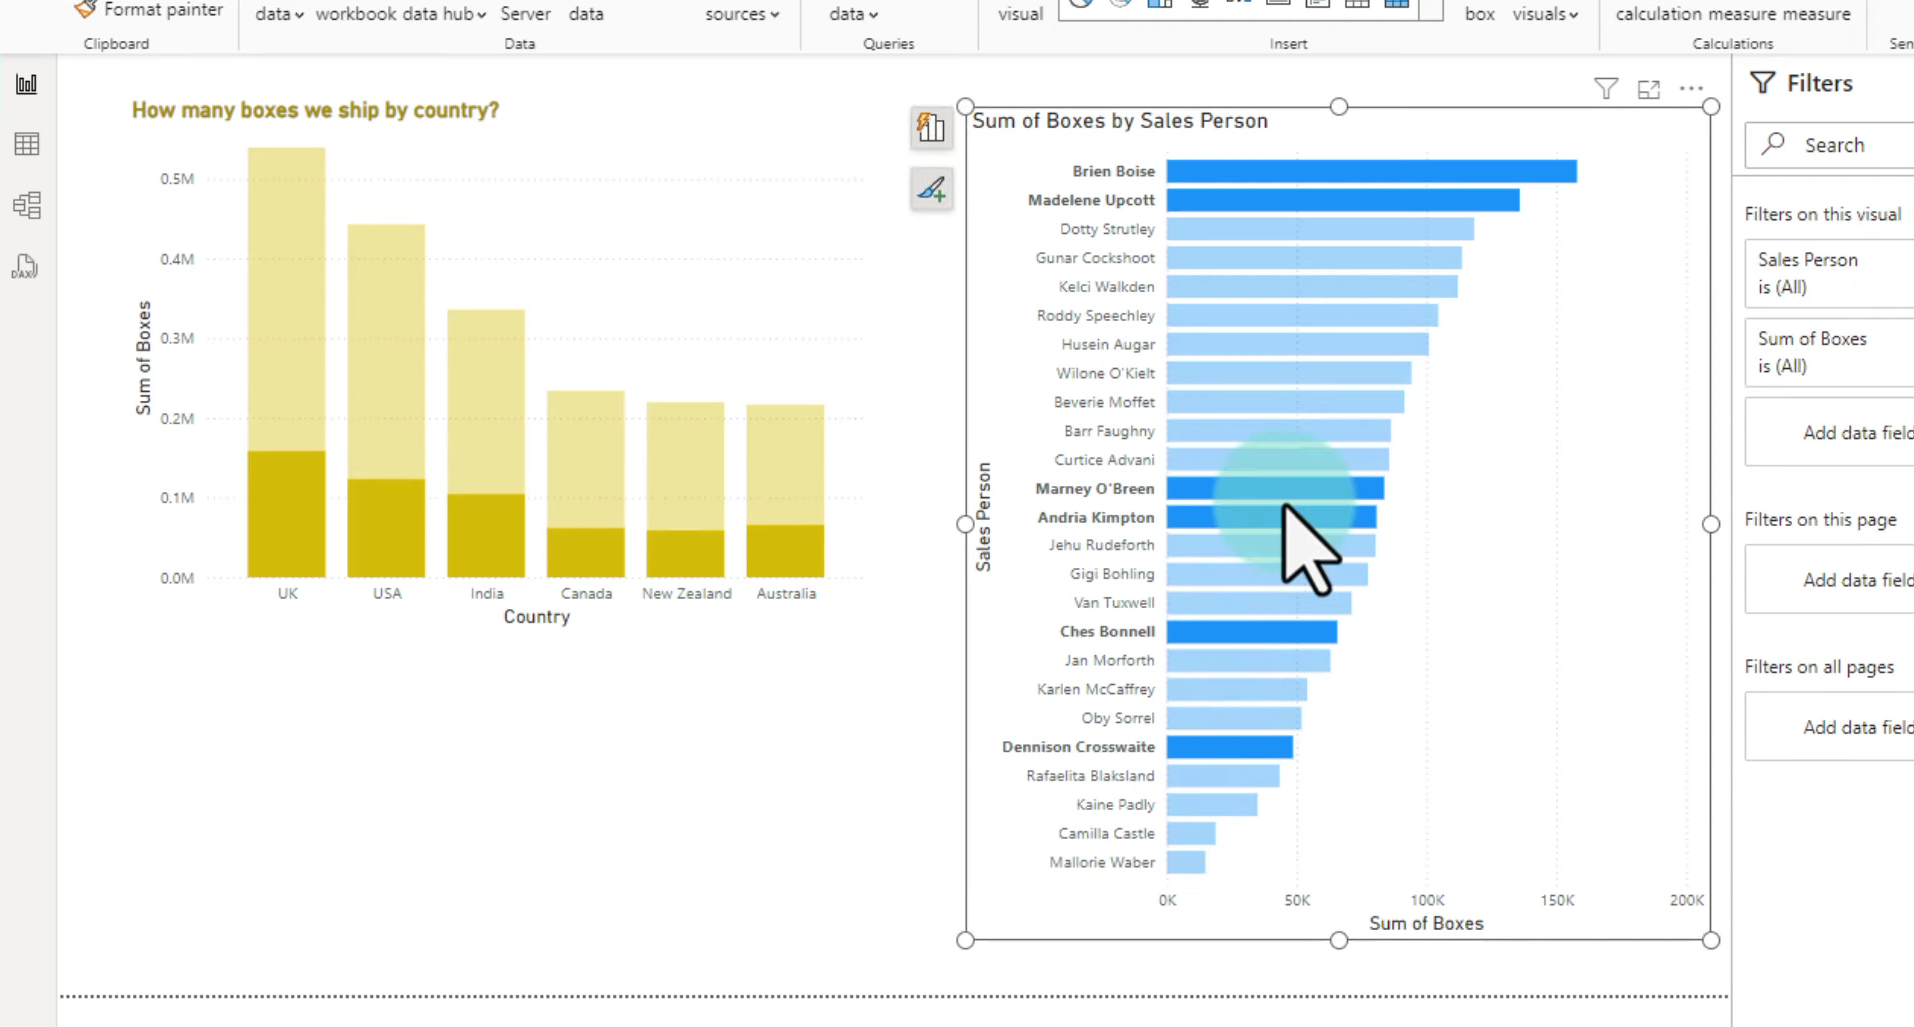 Format painter
data
workbook
data hub
Server
data
sources
data
visual
box
visuals
calculation
measure
measure
Clipboard
Data
Queries
Insert
Calculations
How many boxes we ship by country?
Sum of Boxes
0.5M
0.4M
0.3M
0.2M
0.1M
0.0M
UK
USA
India
Canada
New Zealand
Australia
Country
Sum of Boxes by Sales Person
Sales Person
Brien Boise
Madelene Upcott
Dotty Strutley
Gunar Cockshoot
Kelci Walkden
Roddy Speechley
Husein Augar
Wilone O'Kielt
Beverie Moffet
Barr Faughny
Curtice Advani
Marney O'Breen
Andria Kimpton
Jehu Rudeforth
Gigi Bohling
Van Tuxwell
Ches Bonnell
Jan Morforth
Karlen McCaffrey
Oby Sorrel
Dennison Crosswaite
Rafaelita Blaksland
Kaine Padly
Camilla Castle
Mallorie Waber
0K
50K
100K
150K
200K
Sum of Boxes
Filters
Search
Filters on this visual
Sales Person
is (All)
Sum of Boxes
is (All)
Add data field
Filters on this page
Add data field
Filters on all pages
Add data field
DAX